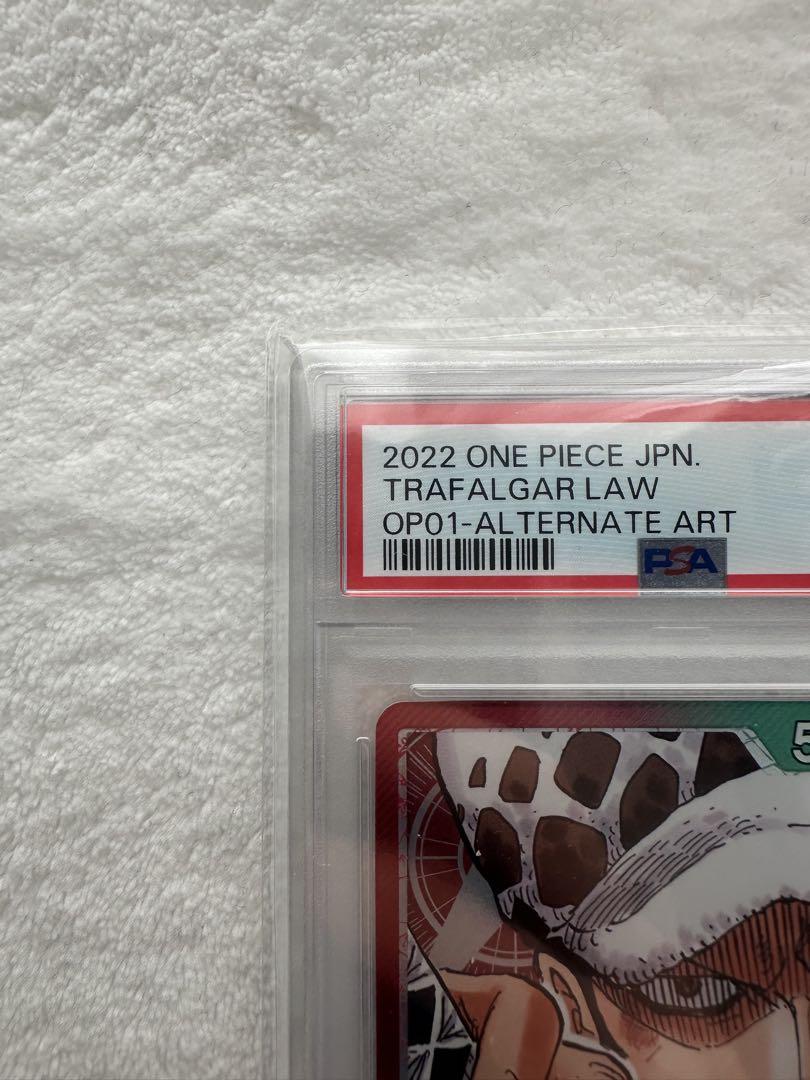 2022 ONE PIECE JPN.
TRAFALGAR LAW
OP01-ALTERNATE ART
PSA
5